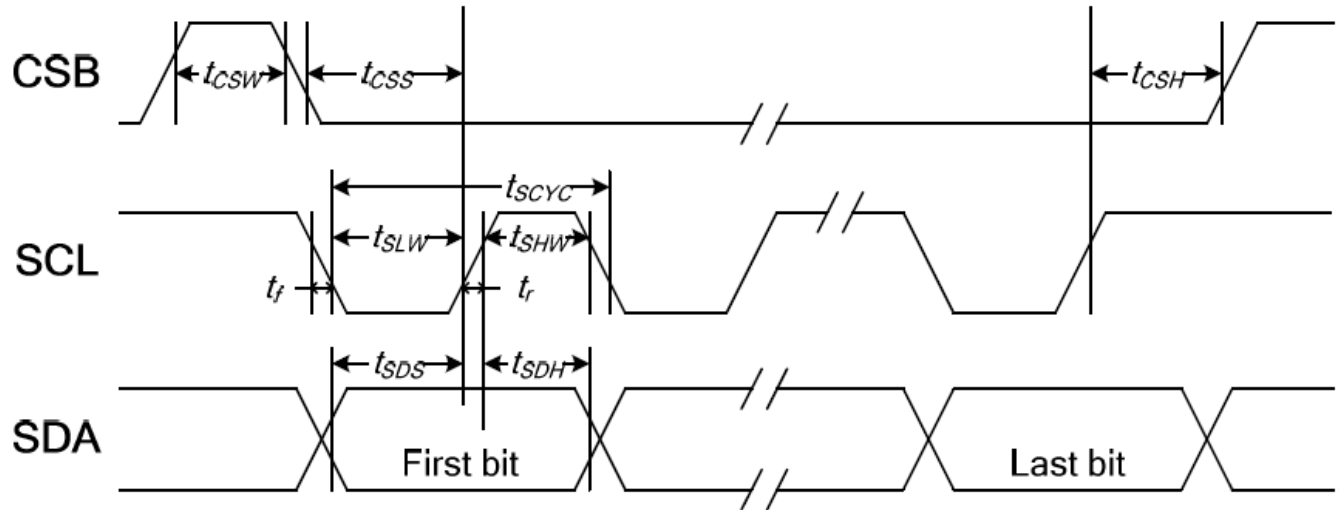 CSB
tCSW
tCSS
tCSH
tSCYC
SCL
tSLW
tSHW
tf
tr
tSDS
tSDH
SDA
First bit
Last bit